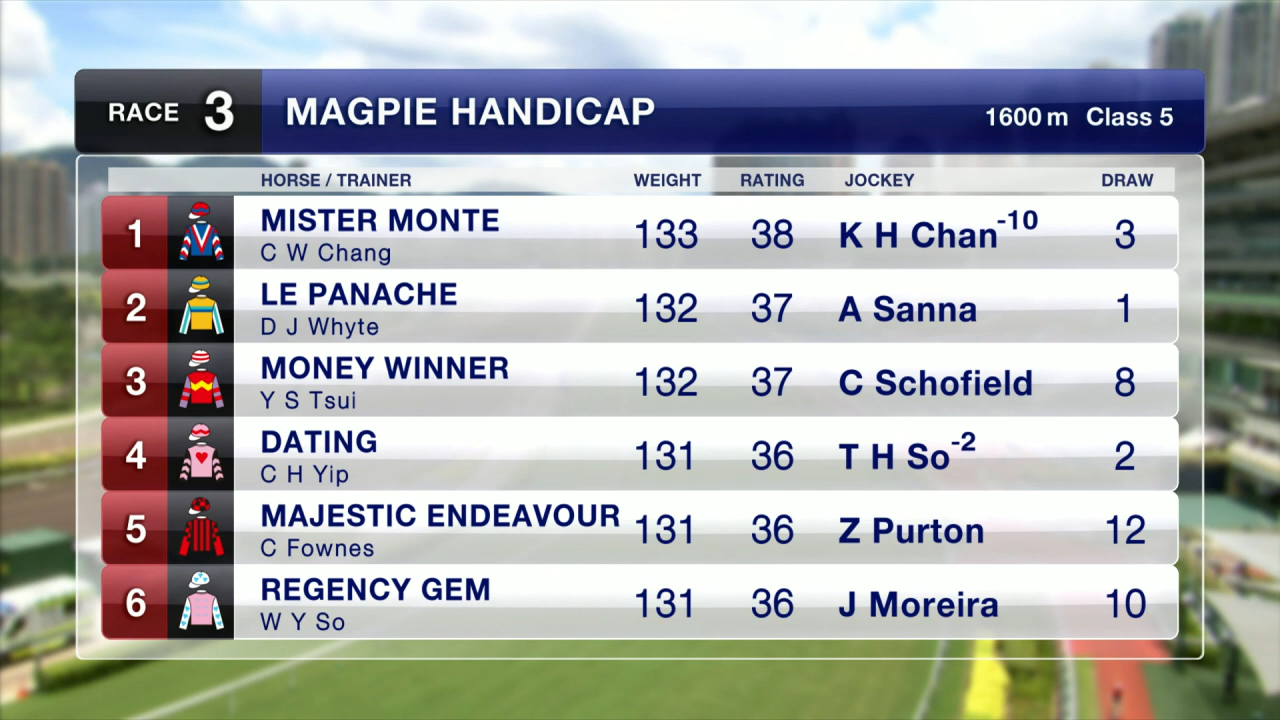 RACE 3 MAGPIE HANDICAP 1600 m Class 5
HORSE / TRAINER WEIGHT RATING JOCKEY DRAW
1 MISTER MONTE 133 38 K H Chan-10 3
C W Chang
2 LE PANACHE 132 37 A Sanna 1
D J Whyte
3 MONEY WINNER 132 37 C Schofield 8
Y S Tsui
4 DATING 131 36 T H So-2 2
C H Yip
5 MAJESTIC ENDEAVOUR 131 36 Z Purton 12
C Fownes
6 REGENCY GEM 131 36 J Moreira 10
W Y So